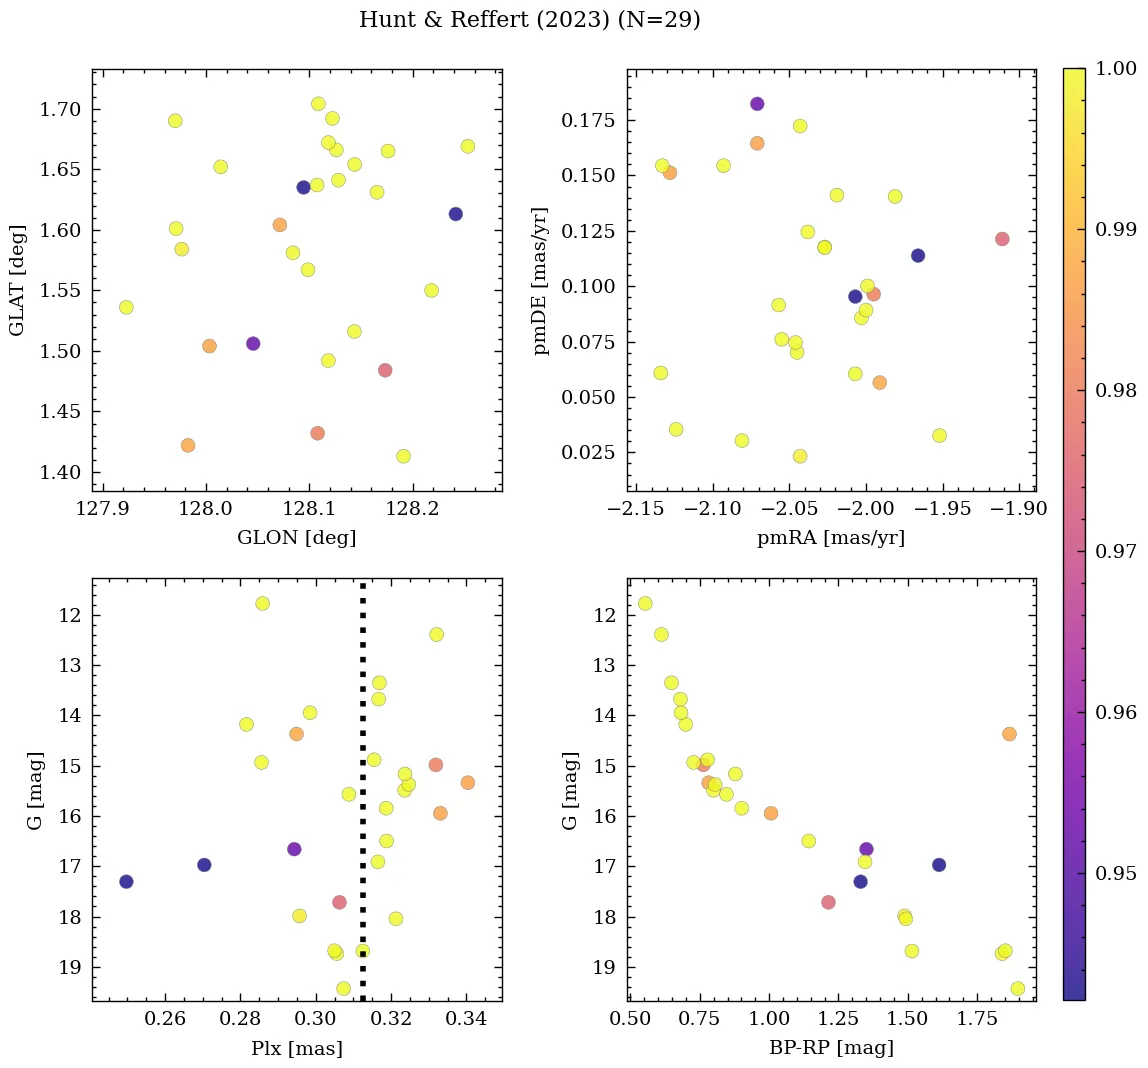 Hunt & Reffert (2023) (N=29)
1.70
1.65
1.60
1.55
1.50
1.45
1.40
GLAT [deg]
127.9 128.0 128.1 128.2
GLON [deg]
0.175
0.150
0.125
0.100
0.075
0.050
0.025
pmDE [mas/yr]
−2.15 −2.10 −2.05 −2.00 −1.95 −1.90
pmRA [mas/yr]
12
13
14
15
16
17
18
19
G [mag]
0.26 0.28 0.30 0.32 0.34
Plx [mas]
12
13
14
15
16
17
18
19
G [mag]
0.50 0.75 1.00 1.25 1.50 1.75
BP-RP [mag]
1.00
0.99
0.98
0.97
0.96
0.95